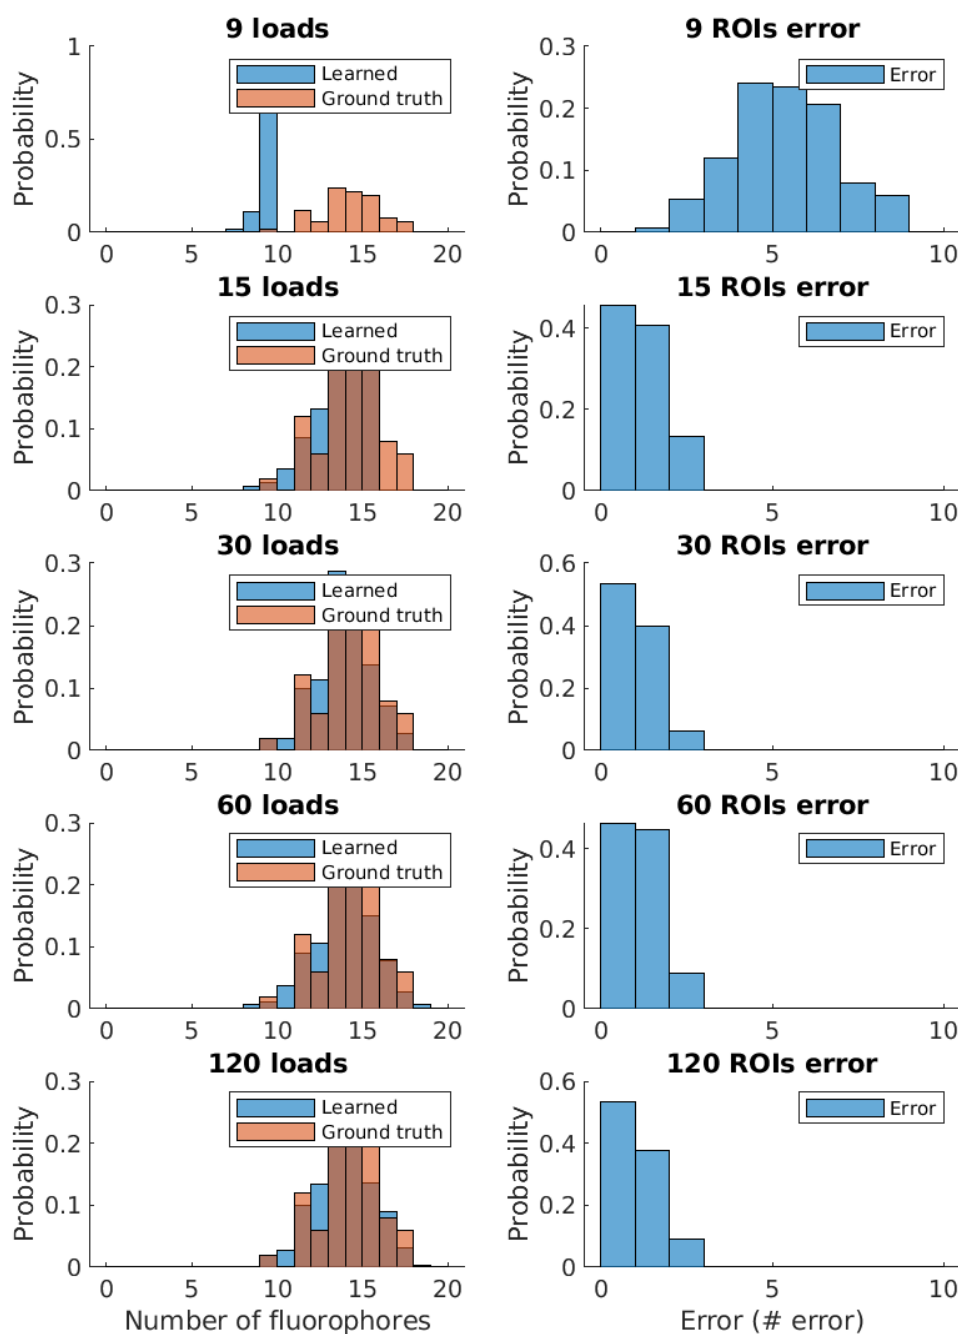 9 loads
1
0.5
0
Probability
Learned
Ground truth
0 5 10 15 20
9 ROIs error
0.3
0.2
0.1
0
Probability
Error
0 5 10
15 loads
0.3
0.2
0.1
0
Probability
Learned
Ground truth
0 5 10 15 20
15 ROIs error
0.4
0.2
0
Probability
Error
0 5 10
30 loads
0.3
0.2
0.1
0
Probability
Learned
Ground truth
0 5 10 15 20
30 ROIs error
0.6
0.4
0.2
0
Probability
Error
0 5 10
60 loads
0.3
0.2
0.1
0
Probability
Learned
Ground truth
0 5 10 15 20
60 ROIs error
0.4
0.2
0
Probability
Error
0 5 10
120 loads
0.3
0.2
0.1
0
Probability
Learned
Ground truth
0 5 10 15 20
Number of fluorophores
120 ROIs error
0.6
0.4
0.2
0
Probability
Error
0 5 10
Error (# error)